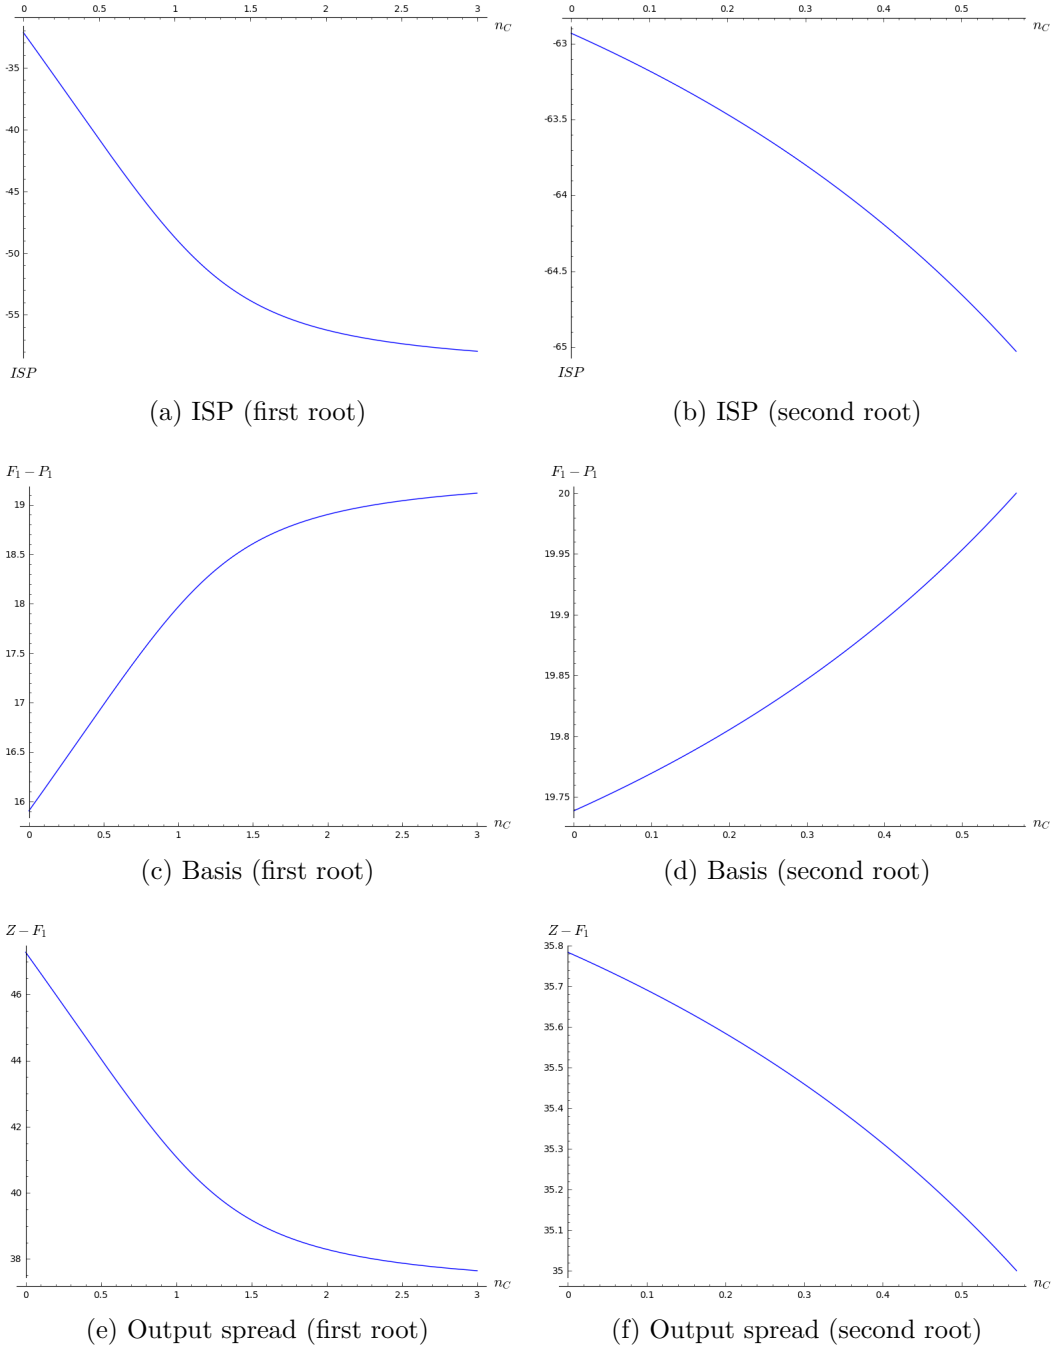 0 0.5 1 1.5 2 2.5 3
n_C
-35
-40
-45
-50
-55
ISP
(a) ISP (first root)
0 0.1 0.2 0.3 0.4 0.5
n_C
-63
-63.5
-64
-64.5
-65
ISP
(b) ISP (second root)
F_1 − P_1
19
18.5
18
17.5
17
16.5
16
0 0.5 1 1.5 2 2.5 3
n_C
(c) Basis (first root)
F_1 − P_1
20
19.95
19.9
19.85
19.8
19.75
0 0.1 0.2 0.3 0.4 0.5
n_C
(d) Basis (second root)
Z − F_1
46
44
42
40
38
0 0.5 1 1.5 2 2.5 3
n_C
(e) Output spread (first root)
Z − F_1
35.8
35.7
35.6
35.5
35.4
35.3
35.2
35.1
35
0 0.1 0.2 0.3 0.4 0.5
n_C
(f) Output spread (second root)